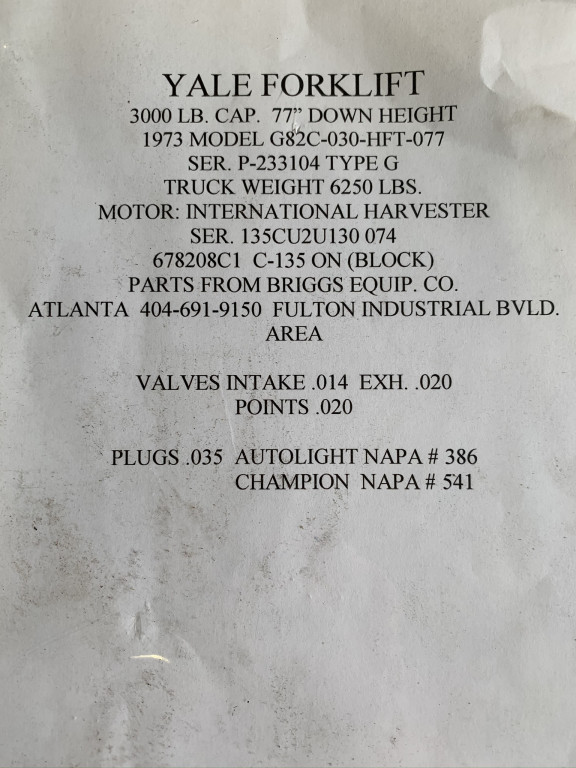 YALE FORKLIFT
3000 LB. CAP. 77" DOWN HEIGHT
1973 MODEL G82C-030-HFT-077
SER. P-233104 TYPE G
TRUCK WEIGHT 6250 LBS.
MOTOR: INTERNATIONAL HARVESTER
SER. 135CU2U130 074
678208C1 C-135 ON (BLOCK)
PARTS FROM BRIGGS EQUIP. CO.
ATLANTA 404-691-9150 FULTON INDUSTRIAL BVLD.
AREA
VALVES INTAKE .014 EXH. .020
POINTS .020
PLUGS .035 AUTOLIGHT NAPA # 386
CHAMPION NAPA # 541